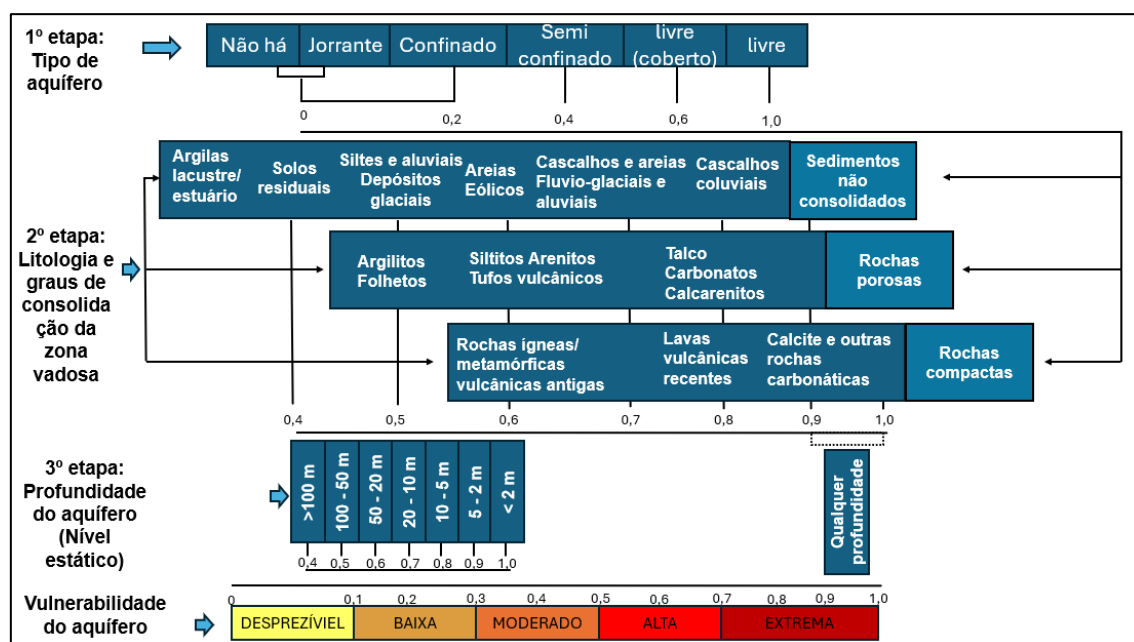 1º etapa:
Tipo de
aquífero
Não há
Jorrante
Confinado
Semi
confinado
livre
(coberto)
livre
0
0,2
0,4
0,6
1,0
2º etapa:
Litologia e
graus de
consolida
ção da
zona
vadosa
Argilas
lacustre/
estuário
Solos
residuais
Siltes e aluviais
Depósitos
glaciais
Areias
Eólicos
Cascalhos e areias
Fluvio-glaciais e
aluviais
Cascalhos
coluviais
Sedimentos
não
consolidados
Argilitos
Folhetos
Siltitos Arenitos
Tufos vulcânicos
Talco
Carbonatos
Calcarenitos
Rochas
porosas
Rochas ígneas/
metamórficas
vulcânicas antigas
Lavas
vulcânicas
recentes
Calcite e outras
rochas
carbonáticas
Rochas
compactas
0,4
0,5
0,6
0,7
0,8
0,9
1,0
3º etapa:
Profundidade
do aquífero
(Nível
estático)
>100 m
100 - 50 m
50 - 20 m
20 - 10 m
10 - 5 m
5 - 2 m
< 2 m
Qualquer
profundidade
0,4
0,5
0,6
0,7
0,8
0,9
1,0
Vulnerabilidade
do aquífero
0
0,1
0,2
0,3
0,4
0,5
0,6
0,7
0,8
0,9
1,0
DESPREZÍVIEL
BAIXA
MODERADO
ALTA
EXTREMA